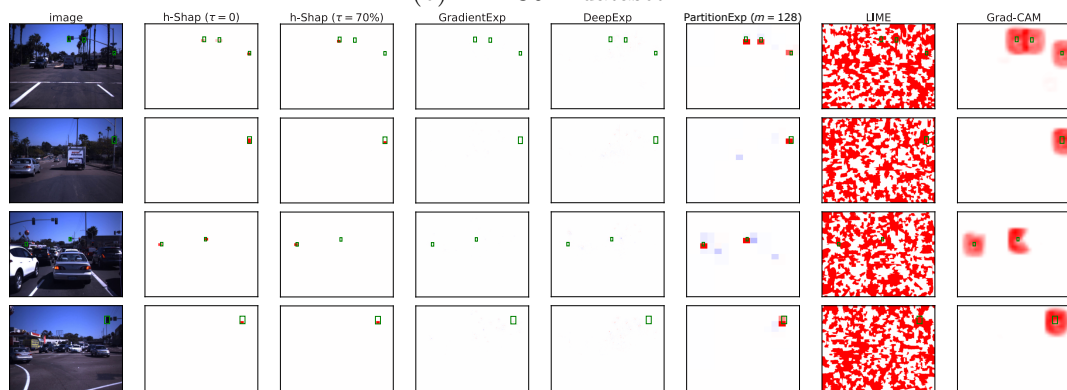 image h-Shap (τ = 0) h-Shap (τ = 70%) GradientExp DeepExp PartitionExp (m = 128) LIME Grad-CAM